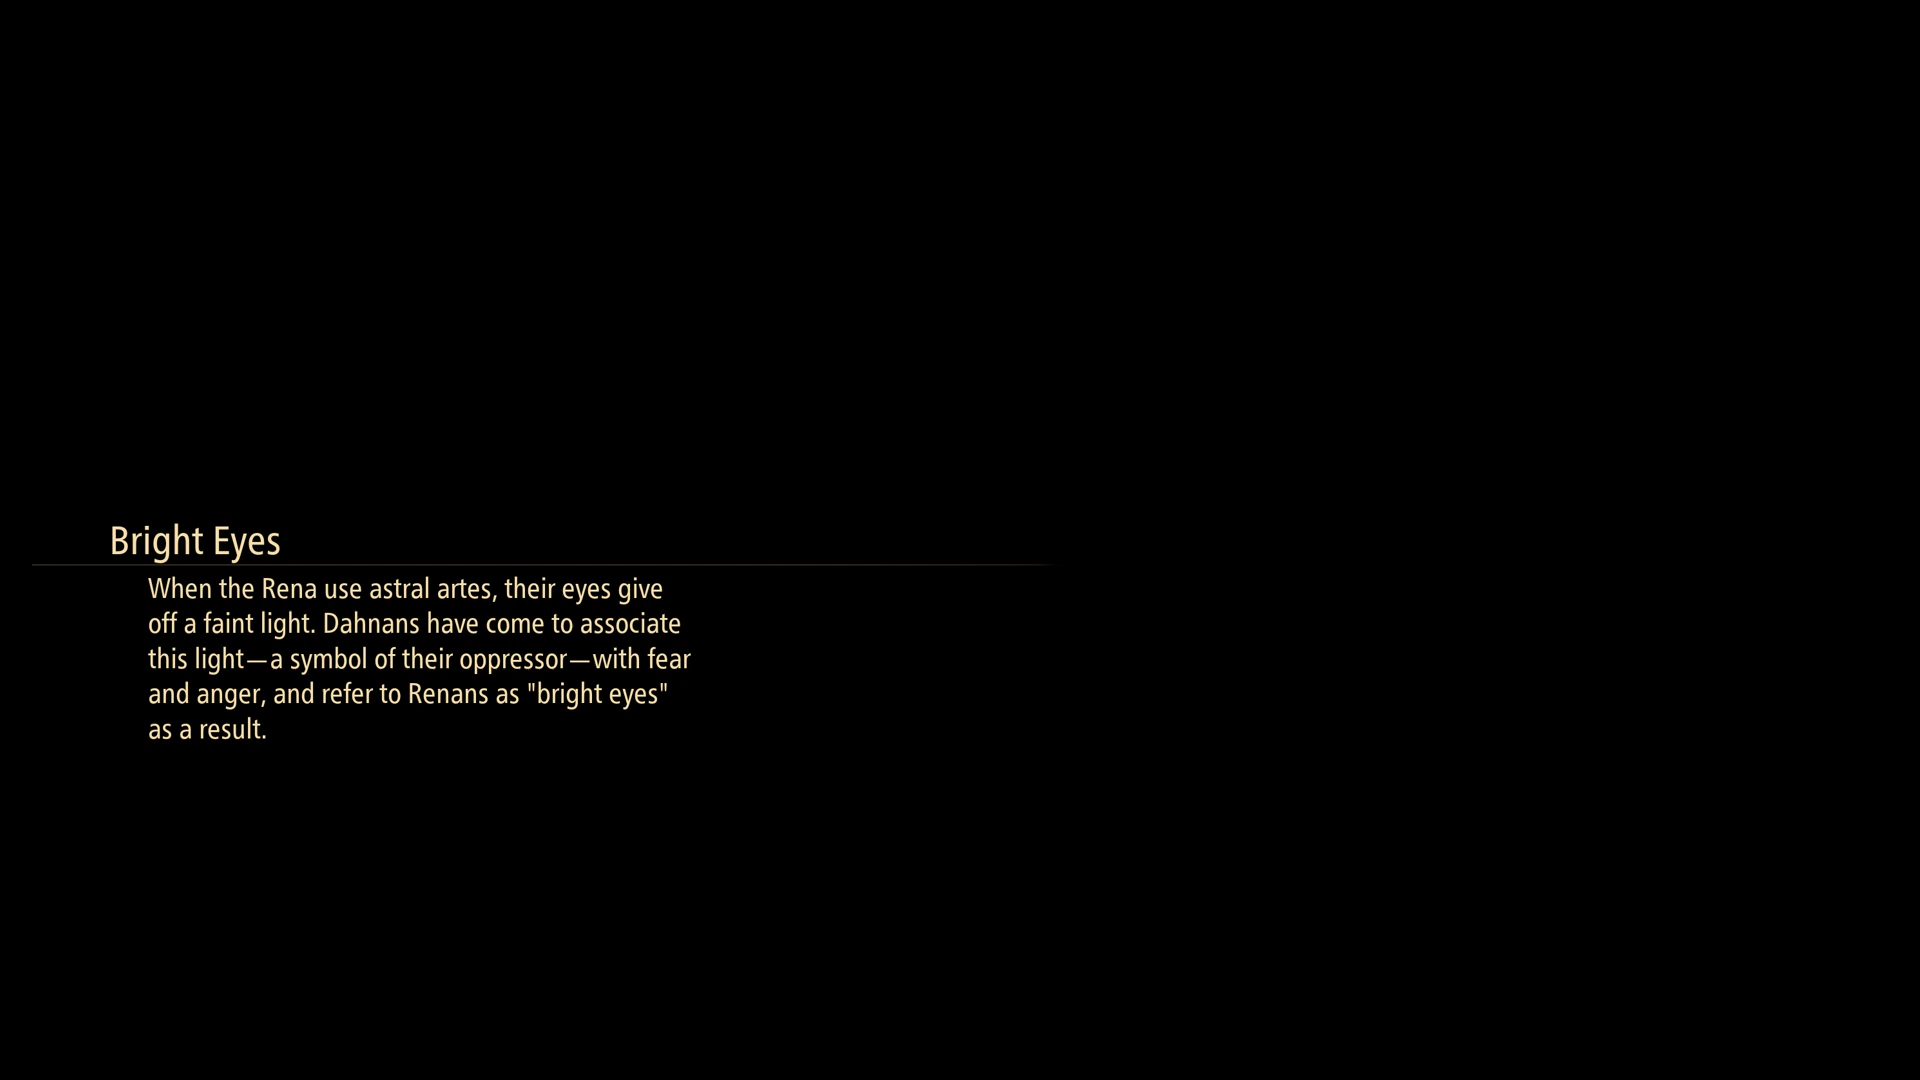 Bright Eyes
When the Rena use astral artes, their eyes give
off a faint light. Dahnans have come to associate
this light—a symbol of their oppressor—with fear
and anger, and refer to Renans as "bright eyes"
as a result.